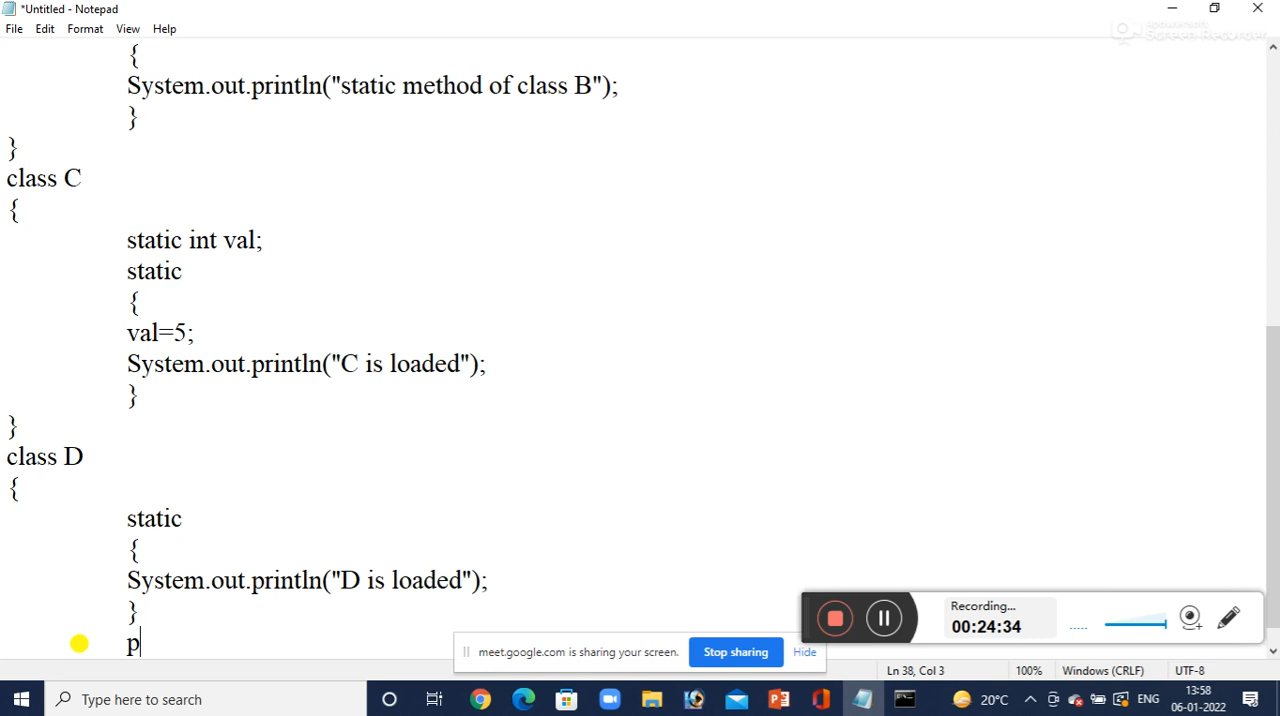 *Untitled - Notepad
File Edit Format View Help
Apowersoft
Screen Recorder
{
System.out.println("static method of class B");
}
}
class C
{
static int val;
static
{
val=5;
System.out.println("C is loaded");
}
}
class D
{
static
{
System.out.println("D is loaded");
}
p
Recording...
00:24:34
meet.google.com is sharing your screen. Stop sharing Hide
Ln 38, Col 3 100% Windows (CRLF) UTF-8
Type here to search
20°C ENG 13:58
06-01-2022